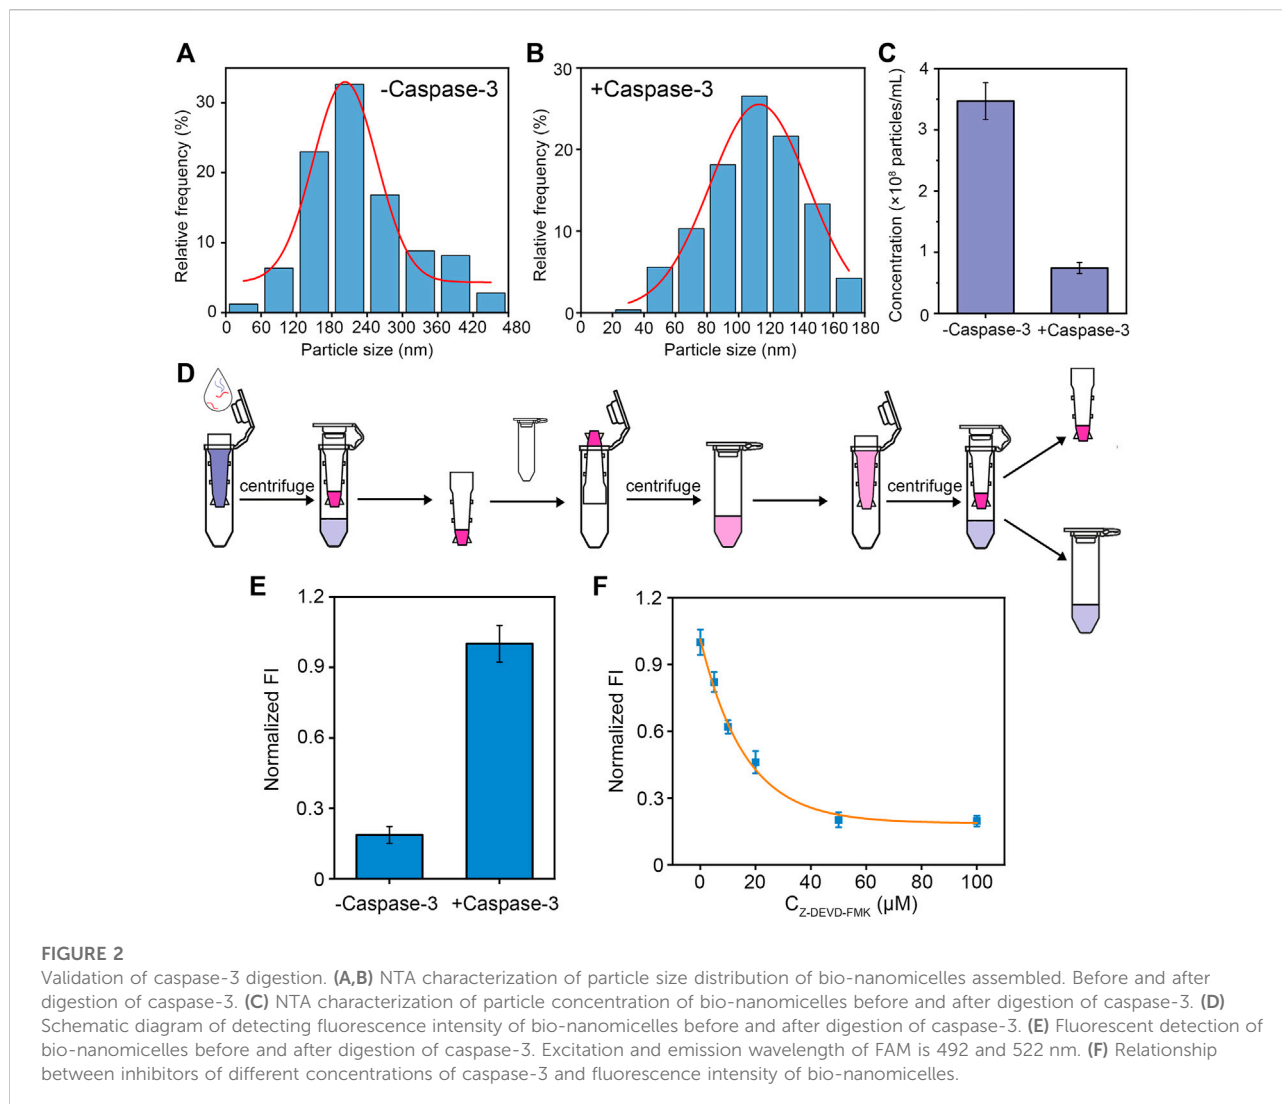 A
-Caspase-3
Relative frequency (%)
30
20
10
0
0 60 120 180 240 300 360 420 480
Particle size (nm)
B
+Caspase-3
Relative frequency (%)
30
20
10
0
0 20 40 60 80 100 120 140 170 180
Particle size (nm)
C
Concentration (×10⁸ particles/mL)
4
3
2
1
0
-Caspase-3 +Caspase-3
D
centrifuge
centrifuge
centrifuge
E
Normalized FI
1.2
0.9
0.6
0.3
0
-Caspase-3 +Caspase-3
F
Normalized FI
1.2
0.9
0.6
0.3
0
0 20 40 60 80 100
C Z-DEVD-FMK (µM)
FIGURE 2
Validation of caspase-3 digestion. (A,B) NTA characterization of particle size distribution of bio-nanomicelles assembled. Before and after
digestion of caspase-3. (C) NTA characterization of particle concentration of bio-nanomicelles before and after digestion of caspase-3. (D)
Schematic diagram of detecting fluorescence intensity of bio-nanomicelles before and after digestion of caspase-3. (E) Fluorescent detection of
bio-nanomicelles before and after digestion of caspase-3. Excitation and emission wavelength of FAM is 492 and 522 nm. (F) Relationship
between inhibitors of different concentrations of caspase-3 and fluorescence intensity of bio-nanomicelles.